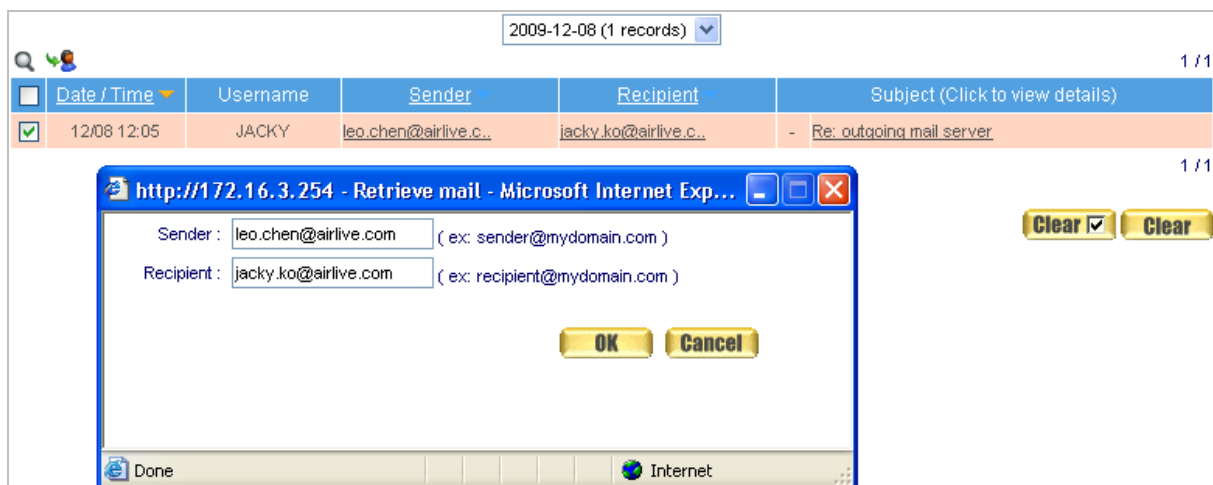 2009-12-08 (1 records)
1 / 1
Date / Time Username Sender Recipient Subject (Click to view details)
12/08 12:05 JACKY leo.chen@airlive.c.. jacky.ko@airlive.c.. - Re: outgoing mail server
1 / 1
Clear Clear
http://172.16.3.254 - Retrieve mail - Microsoft Internet Exp...
Sender : leo.chen@airlive.com ( ex: sender@mydomain.com )
Recipient : jacky.ko@airlive.com ( ex: recipient@mydomain.com )
OK Cancel
Done Internet